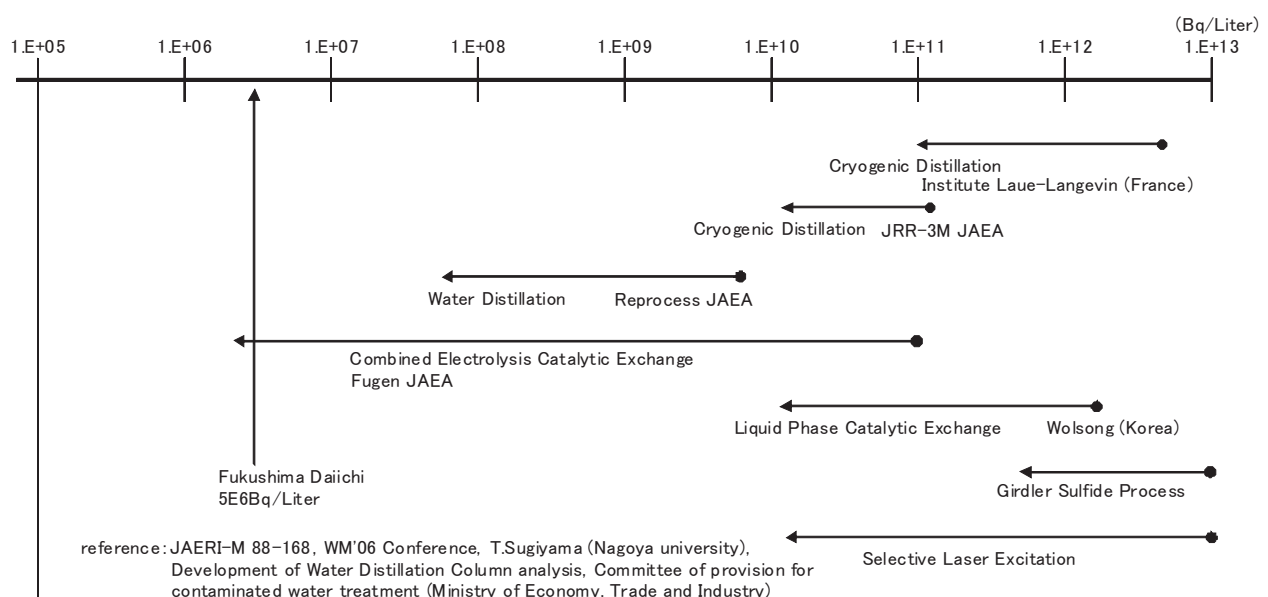 (Bq/Liter)
1.E+05 1.E+06 1.E+07 1.E+08 1.E+09 1.E+10 1.E+11 1.E+12 1.E+13
Cryogenic Distillation
Institute Laue-Langevin (France)
Cryogenic Distillation JRR-3M JAEA
Water Distillation Reprocess JAEA
Combined Electrolysis Catalytic Exchange
Fugen JAEA
Liquid Phase Catalytic Exchange Wolsong (Korea)
Fukushima Daiichi
5E6Bq/Liter
Girdler Sulfide Process
reference: JAERI-M 88-168, WM'06 Conference, T.Sugiyama (Nagoya university),
Development of Water Distillation Column analysis, Committee of provision for
contaminated water treatment (Ministry of Economy, Trade and Industry)
Selective Laser Excitation